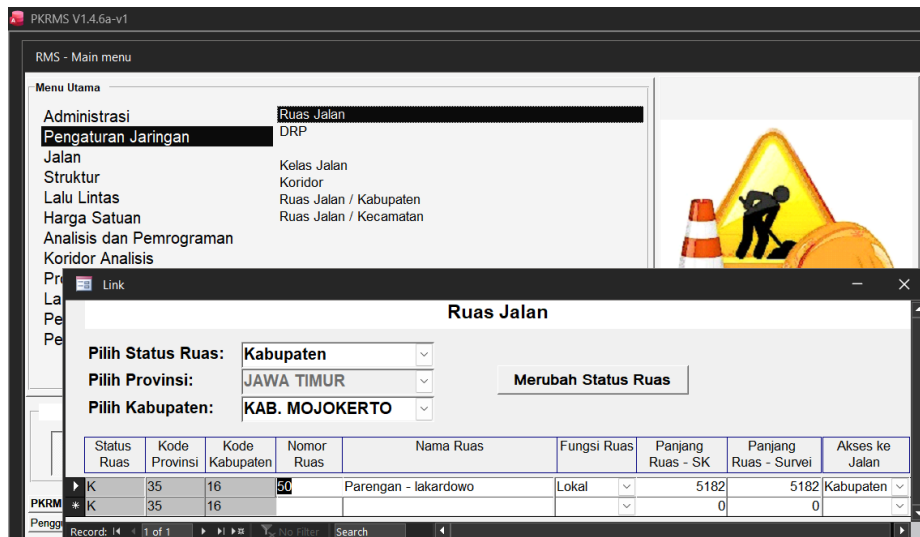 PKRMS V1.4.6a-v1
RMS - Main menu
Menu Utama
Administrasi
Pengaturan Jaringan
Jalan
Struktur
Lalu Lintas
Harga Satuan
Analisis dan Pemrograman
Koridor Analisis
Ruas Jalan
DRP
Kelas Jalan
Koridor
Ruas Jalan / Kabupaten
Ruas Jalan / Kecamatan
Link
Ruas Jalan
Pilih Status Ruas: Kabupaten
Pilih Provinsi: JAWA TIMUR
Pilih Kabupaten: KAB. MOJOKERTO
Merubah Status Ruas
Status Ruas Kode Provinsi Kode Kabupaten Nomor Ruas Nama Ruas Fungsi Ruas Panjang Ruas - SK Panjang Ruas - Survei Akses ke Jalan
K 35 16 50 Parengan - lakardowo Lokal 5182 5182 Kabupaten
K 35 16 0 0
Record: 1 of 1 No Filter Search